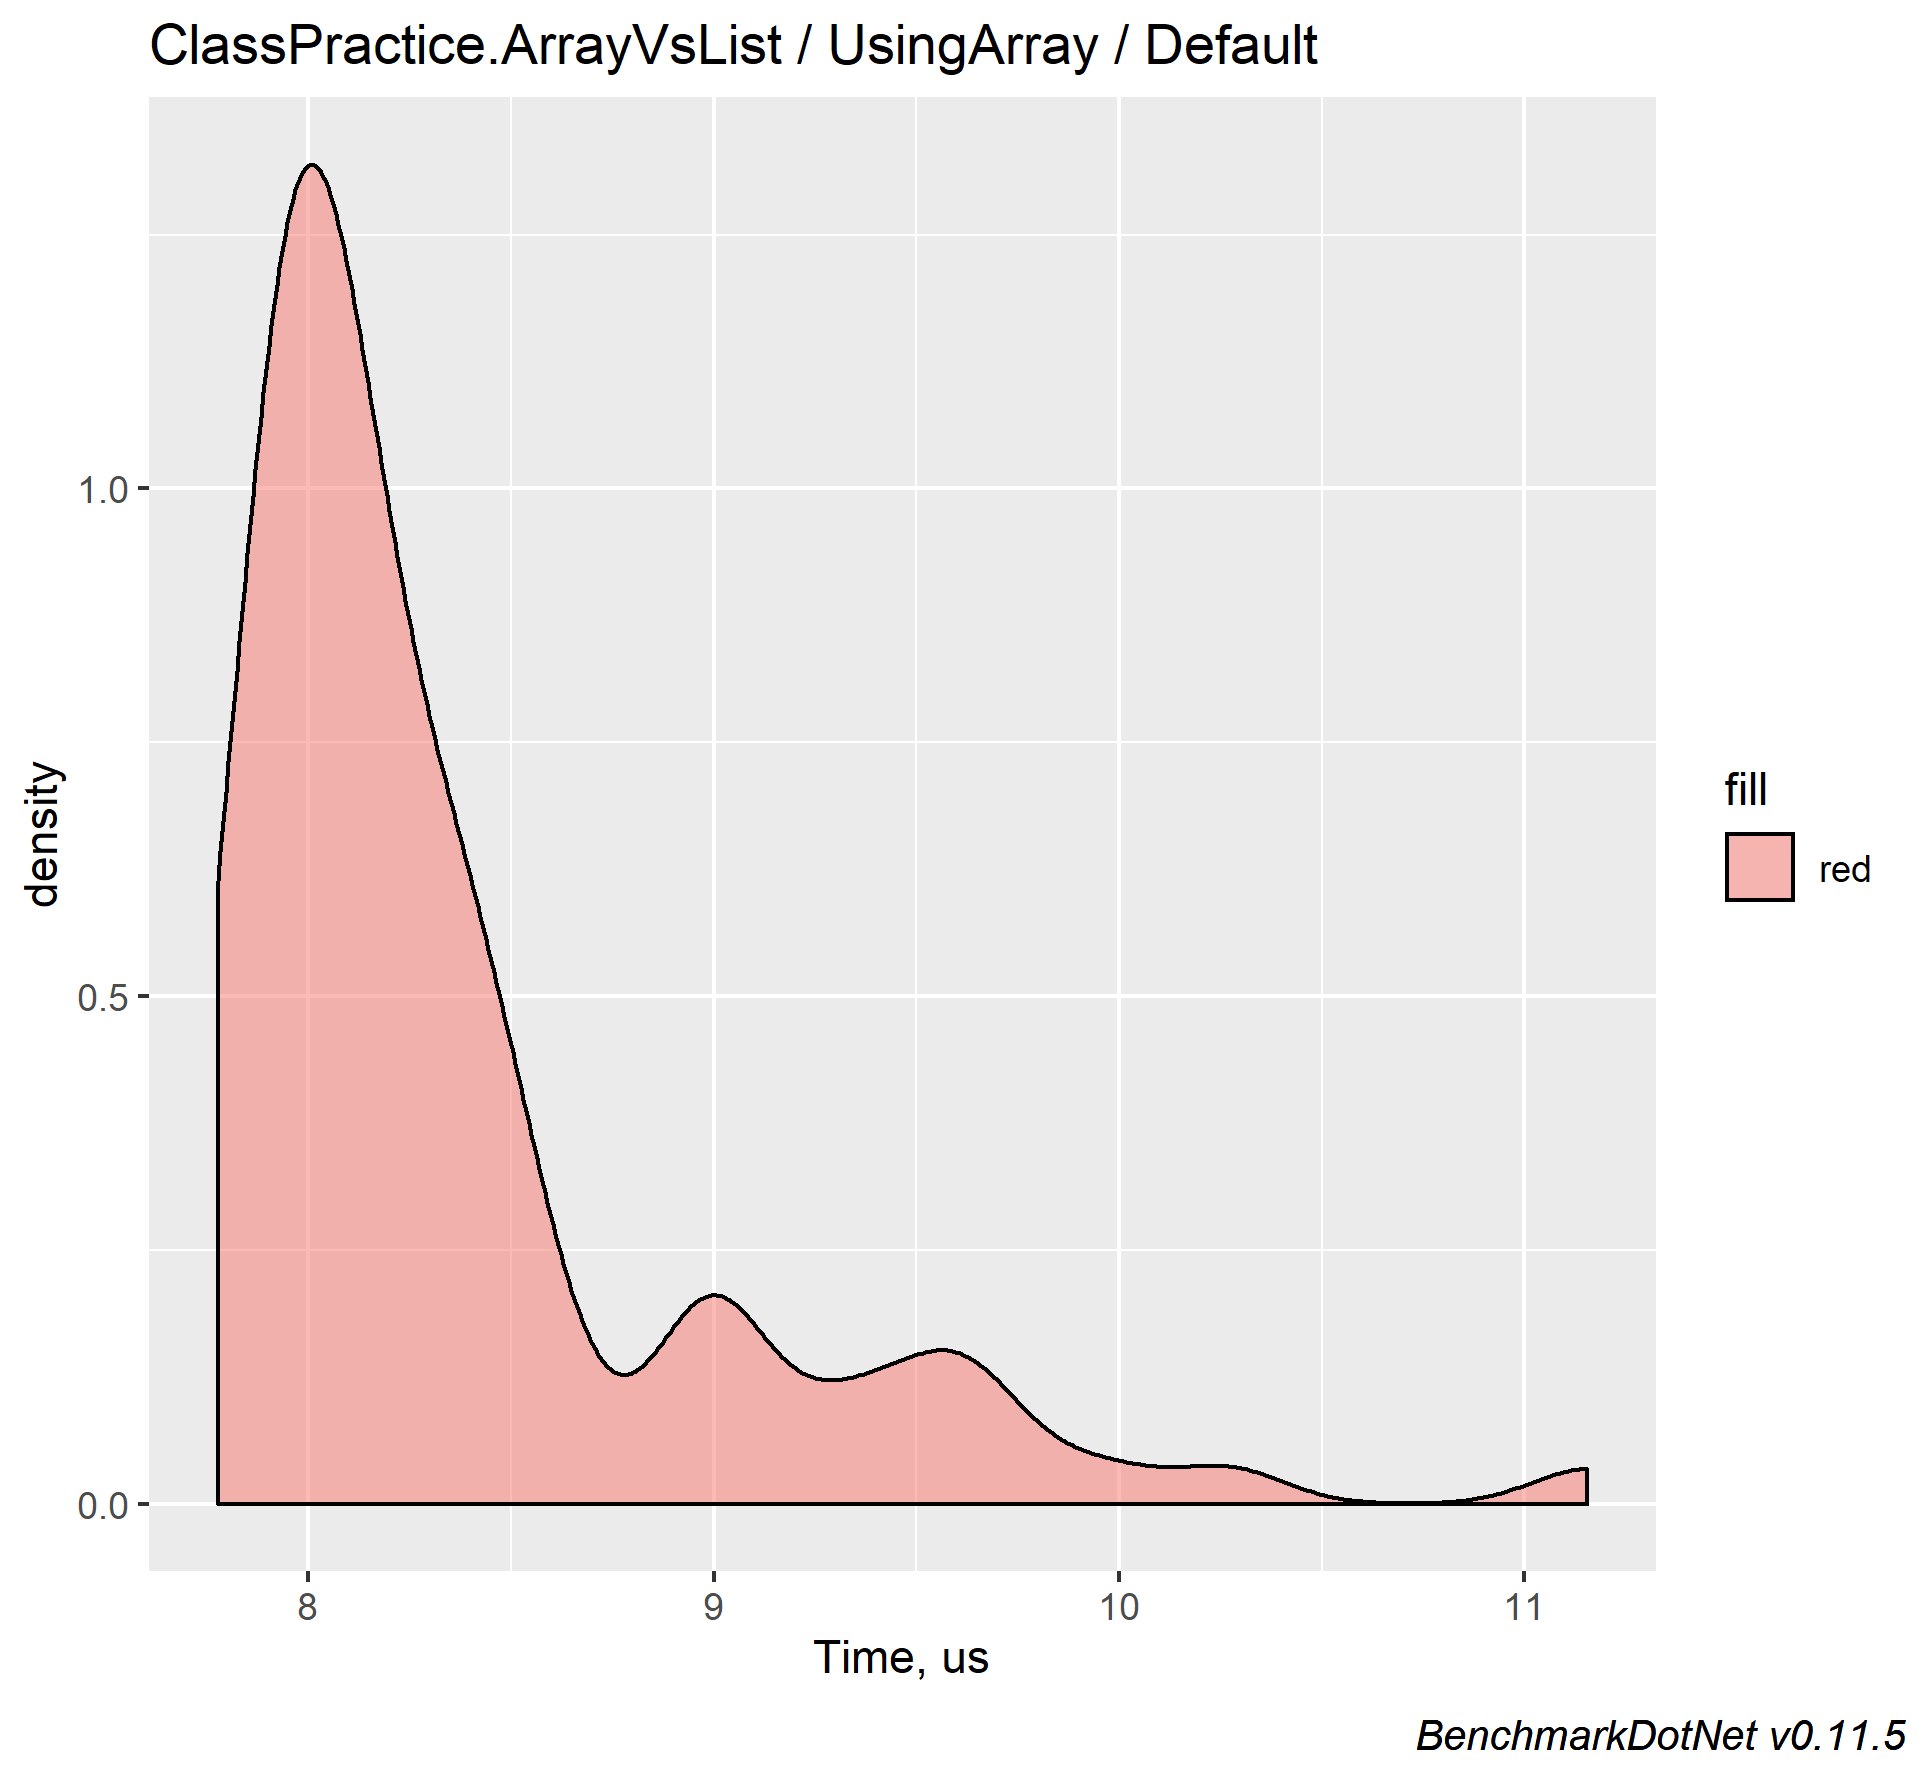 ClassPractice.ArrayVsList / UsingArray / Default
density
1.0
0.5
0.0
8 9 10 11
Time, us
fill
red
BenchmarkDotNet v0.11.5